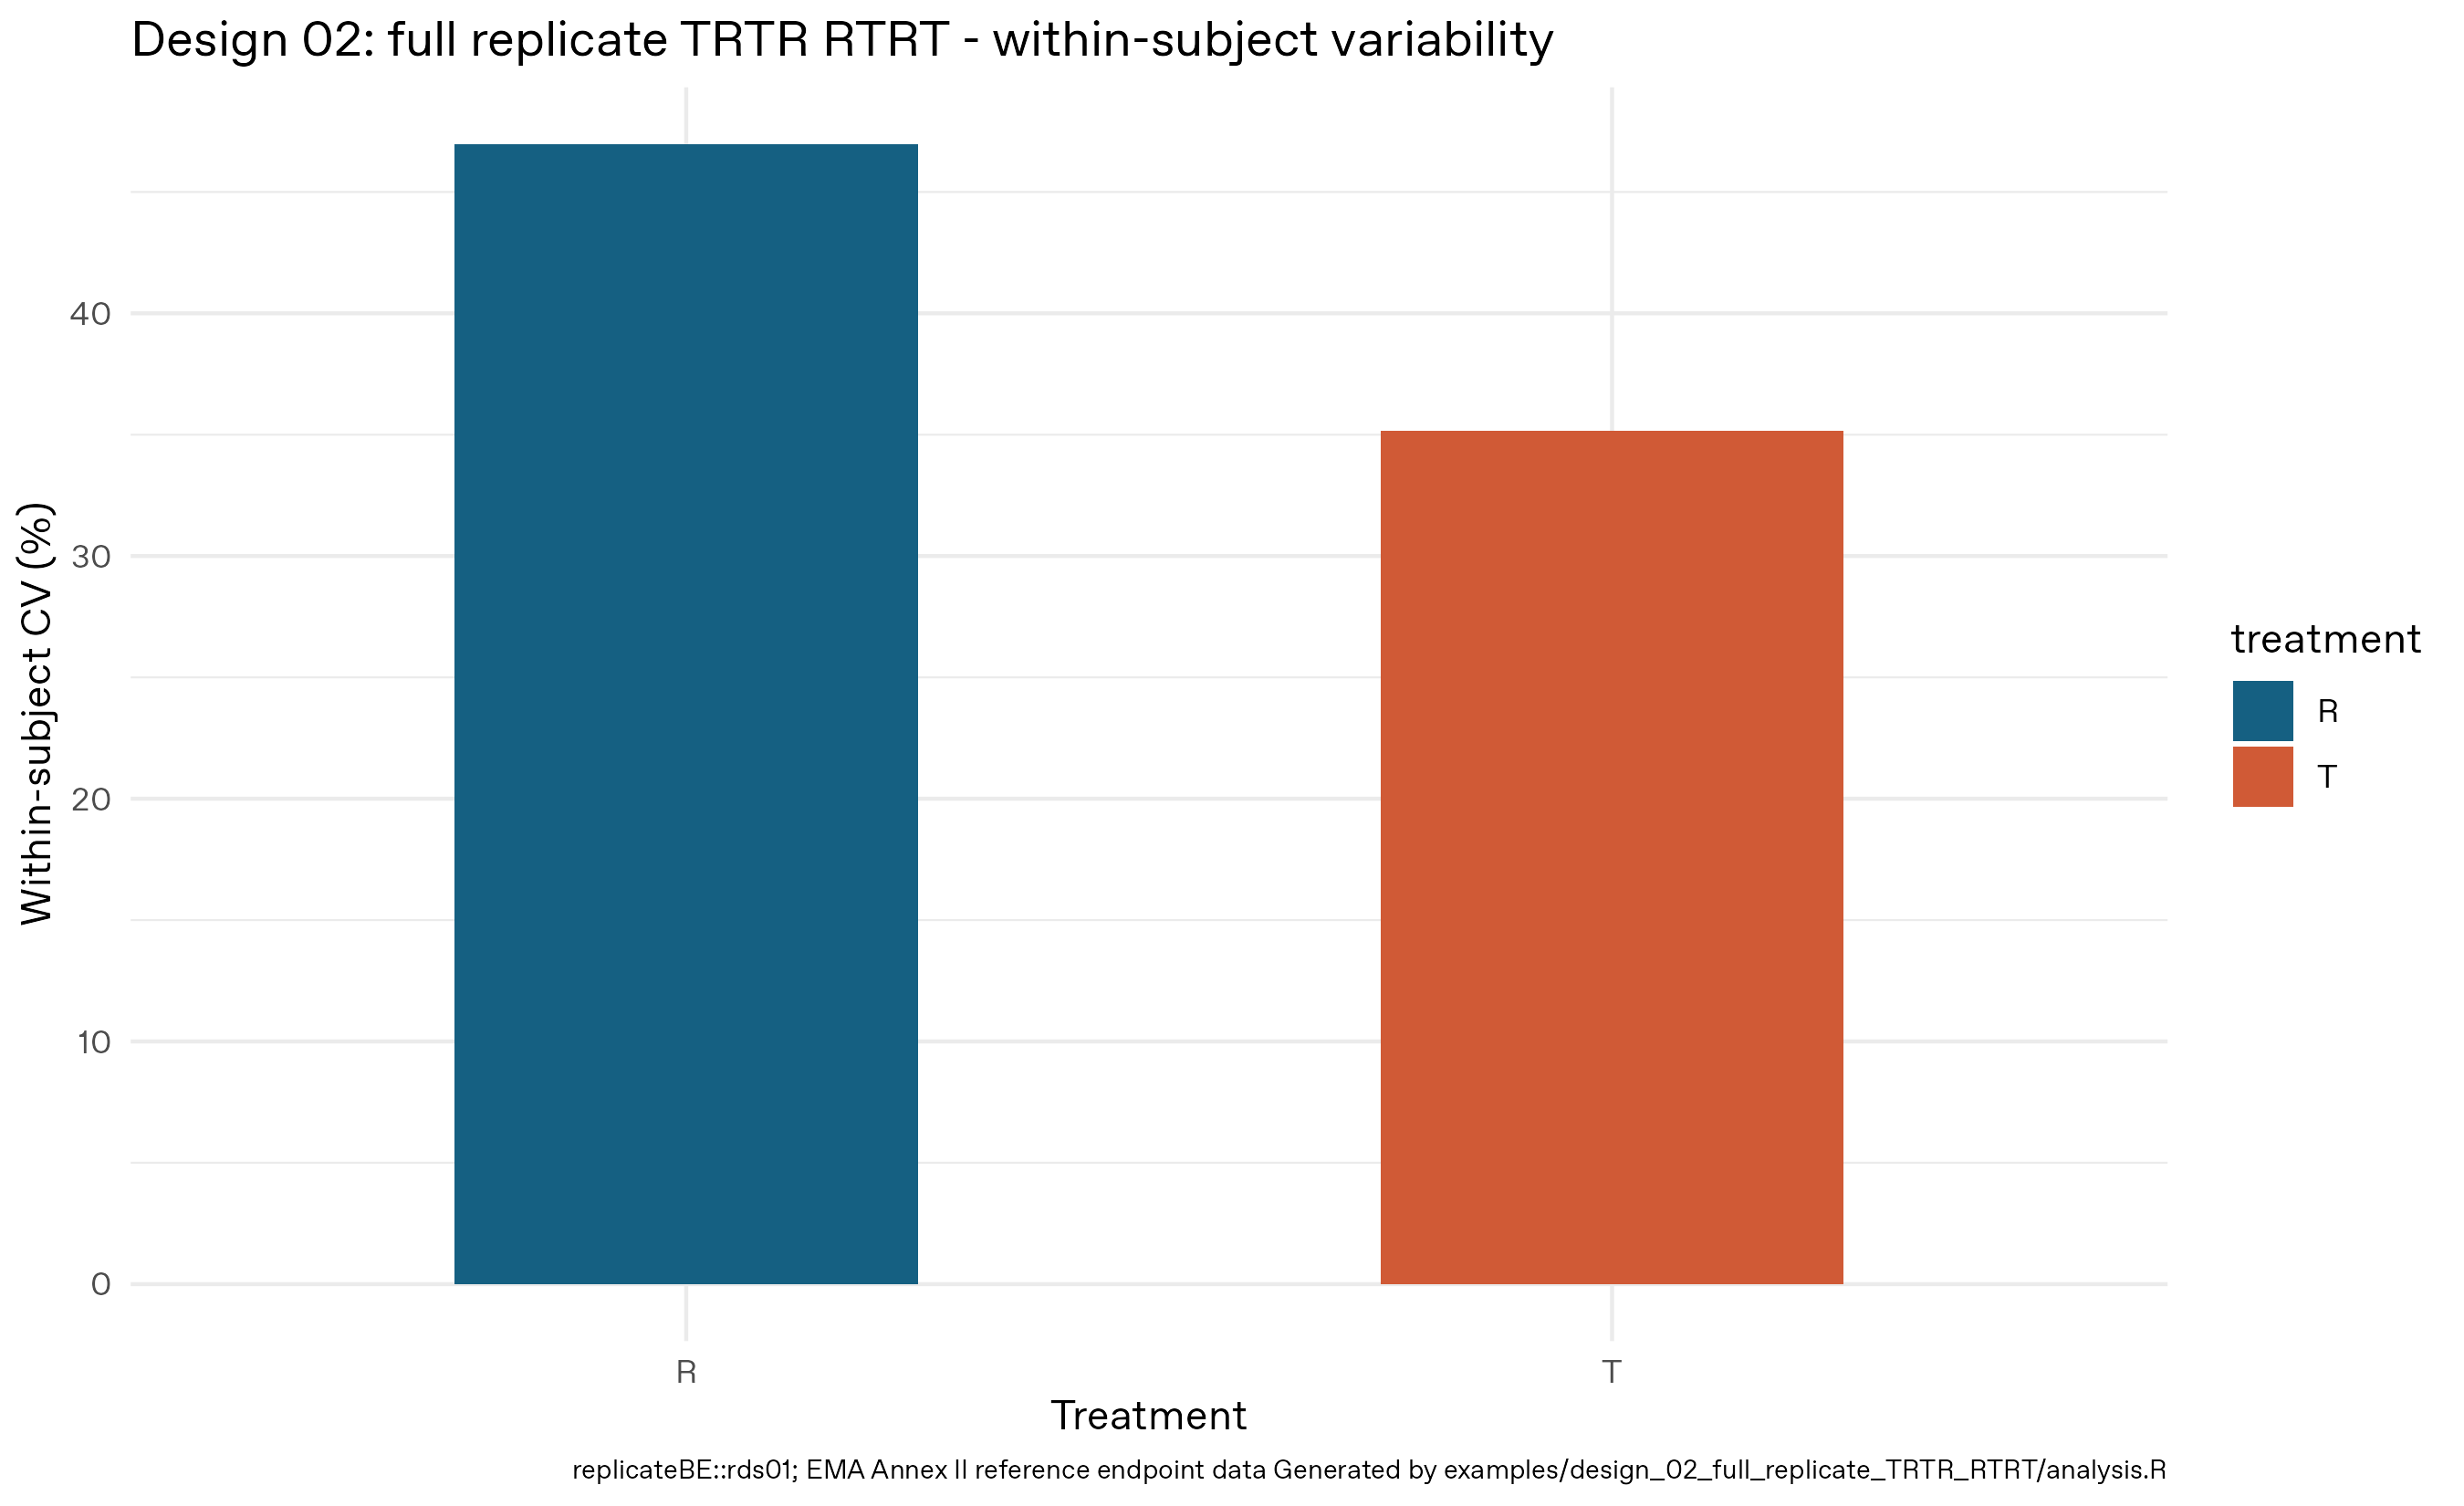 Design 02: full replicate TRTR RTRT - within-subject variability
Within-subject CV (%)
40
30
20
10
0
R
T
Treatment
treatment
R
T
replicateBE::rds01; EMA Annex II reference endpoint data Generated by examples/design_02_full_replicate_TRTR_RTRT/analysis.R